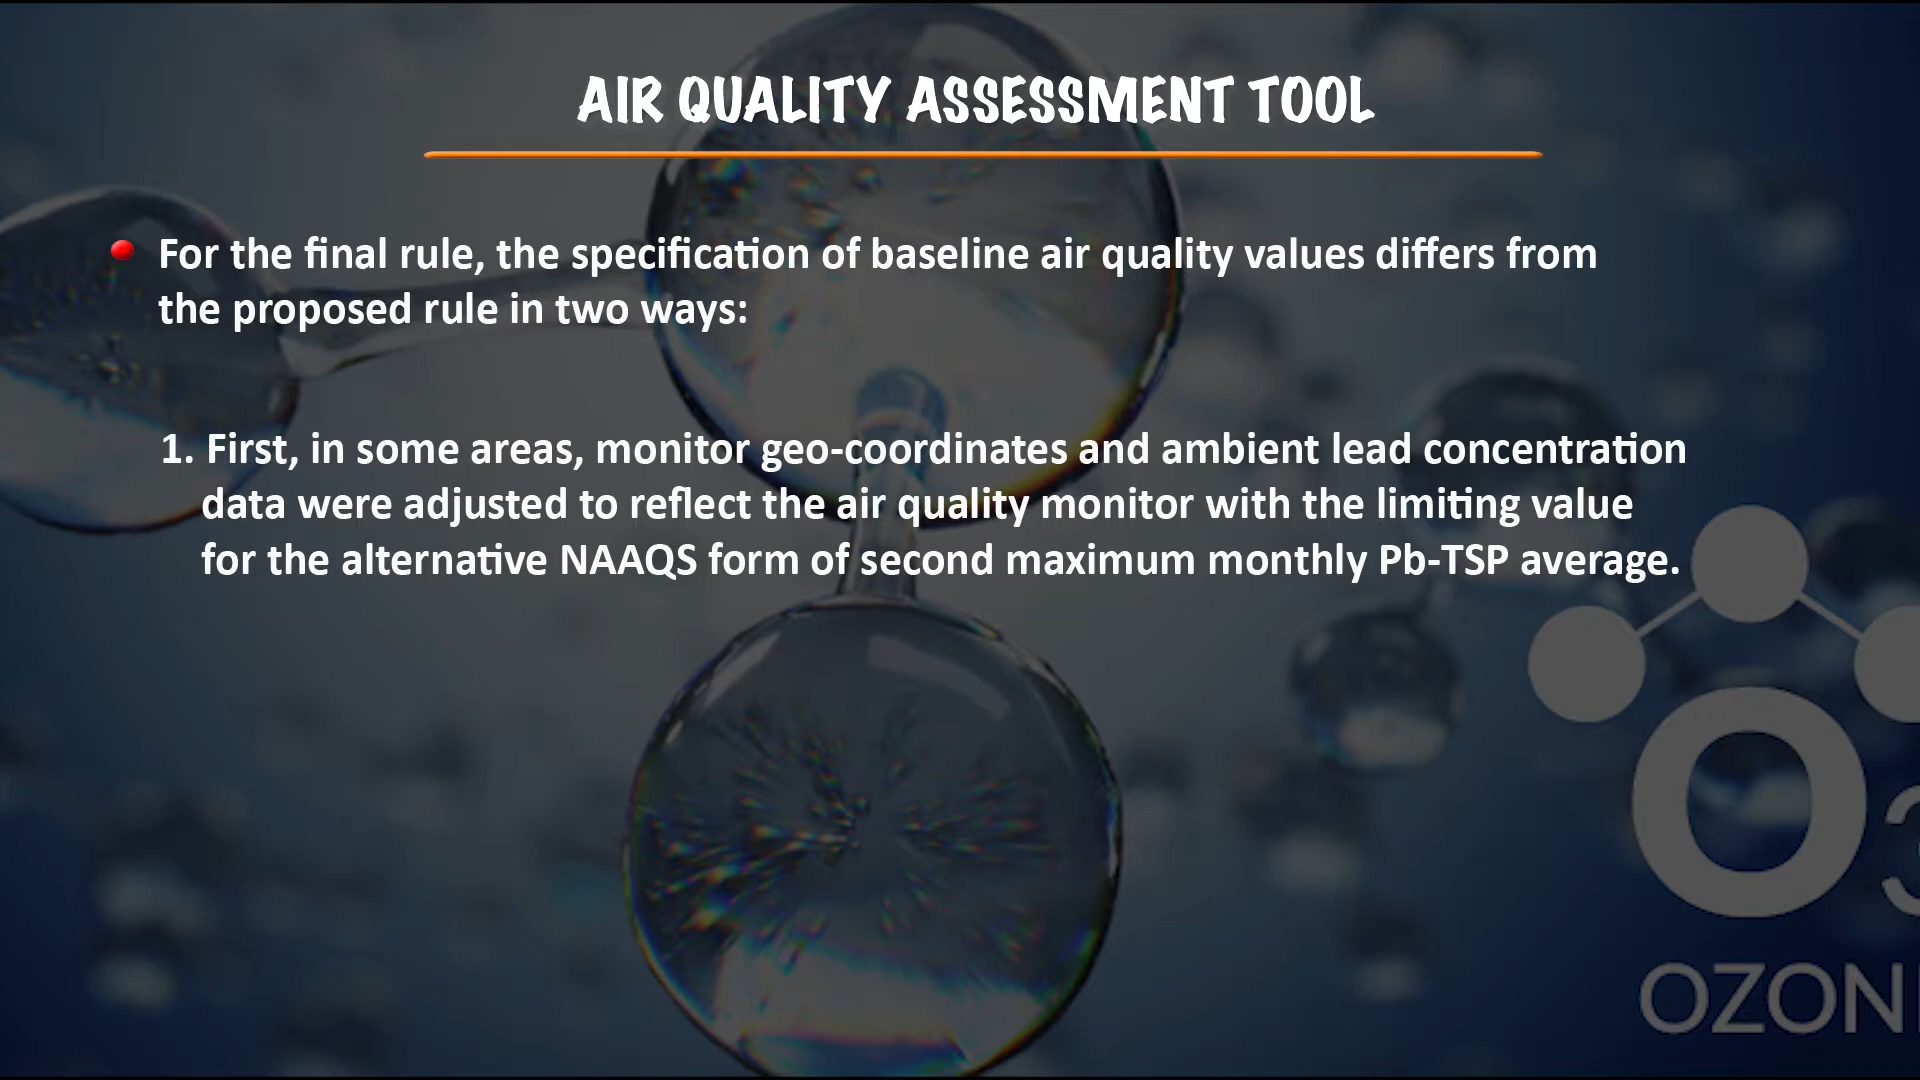 AIR QUALITY ASSESSMENT TOOL
For the final rule, the specification of baseline air quality values differs from
the proposed rule in two ways:
1. First, in some areas, monitor geo-coordinates and ambient lead concentration
data were adjusted to reflect the air quality monitor with the limiting value
for the alternative NAAQS form of second maximum monthly Pb-TSP average.
O3
OZON